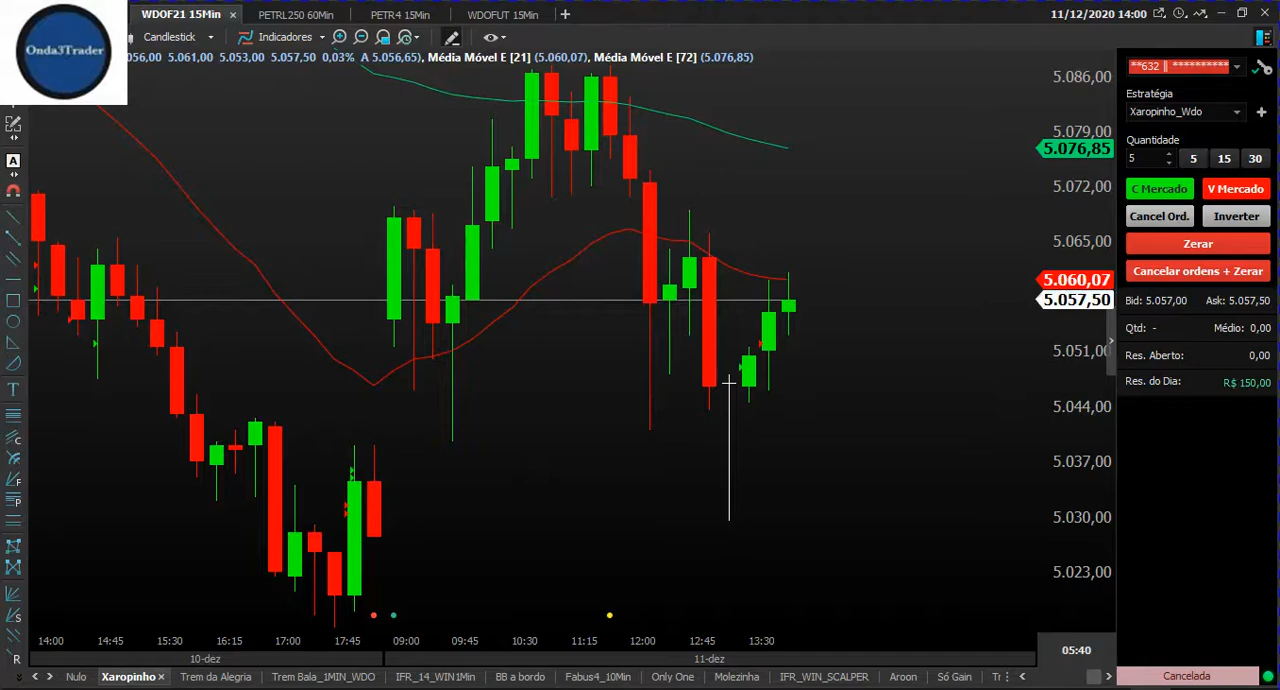 Onda3Trader
WDOF21 15Min × PETRL250 60Min PETR4 15Min WDOFUT 15Min + 11/12/2020 14:00
Candlestick Indicadores
56,00 5.061,00 5.053,00 5.057,50 0,03% A 5.056,65), Média Móvel E [21] (5.060,07), Média Móvel E [72] (5.076,85)
5.086,00
5.079,00
5.076,85
5.072,00
5.065,00
5.060,07
5.057,50
5.051,00
5.044,00
5.037,00
5.030,00
5.023,00
**632 || **********
Estratégia
Xaropinho_Wdo
Quantidade
5 5 15 30
C Mercado V Mercado
Cancel Ord. Inverter
Zerar
Cancelar ordens + Zerar
Bid: 5.057,00 Ask: 5.057,50
Qtd: - Médio: 0,00
Res. Aberto: 0,00
Res. do Dia: R$ 150,00
A
T
C
F
P
S
R
14:00 14:45 15:30 16:15 17:00 17:45 09:00 09:45 10:30 11:15 12:00 12:45 13:30
05:40
10-dez 11-dez
Nulo Xaropinho × Trem da Alegria Trem Bala_1MIN_WDO IFR_14_WIN1Min BB a bordo Fabus4_10Min Only One Molezinha IFR_WIN_SCALPER Aroon Só Gain Tr
Cancelada